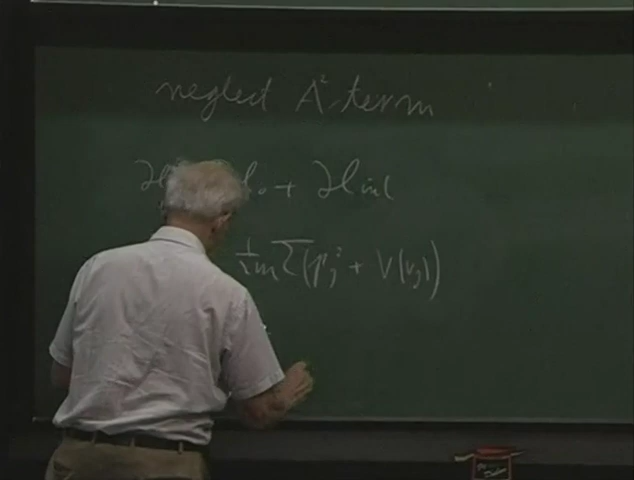 neglect A² term
ℋ₀ + ℋint
1/2m Σ(pⱼ² + V(rⱼ))